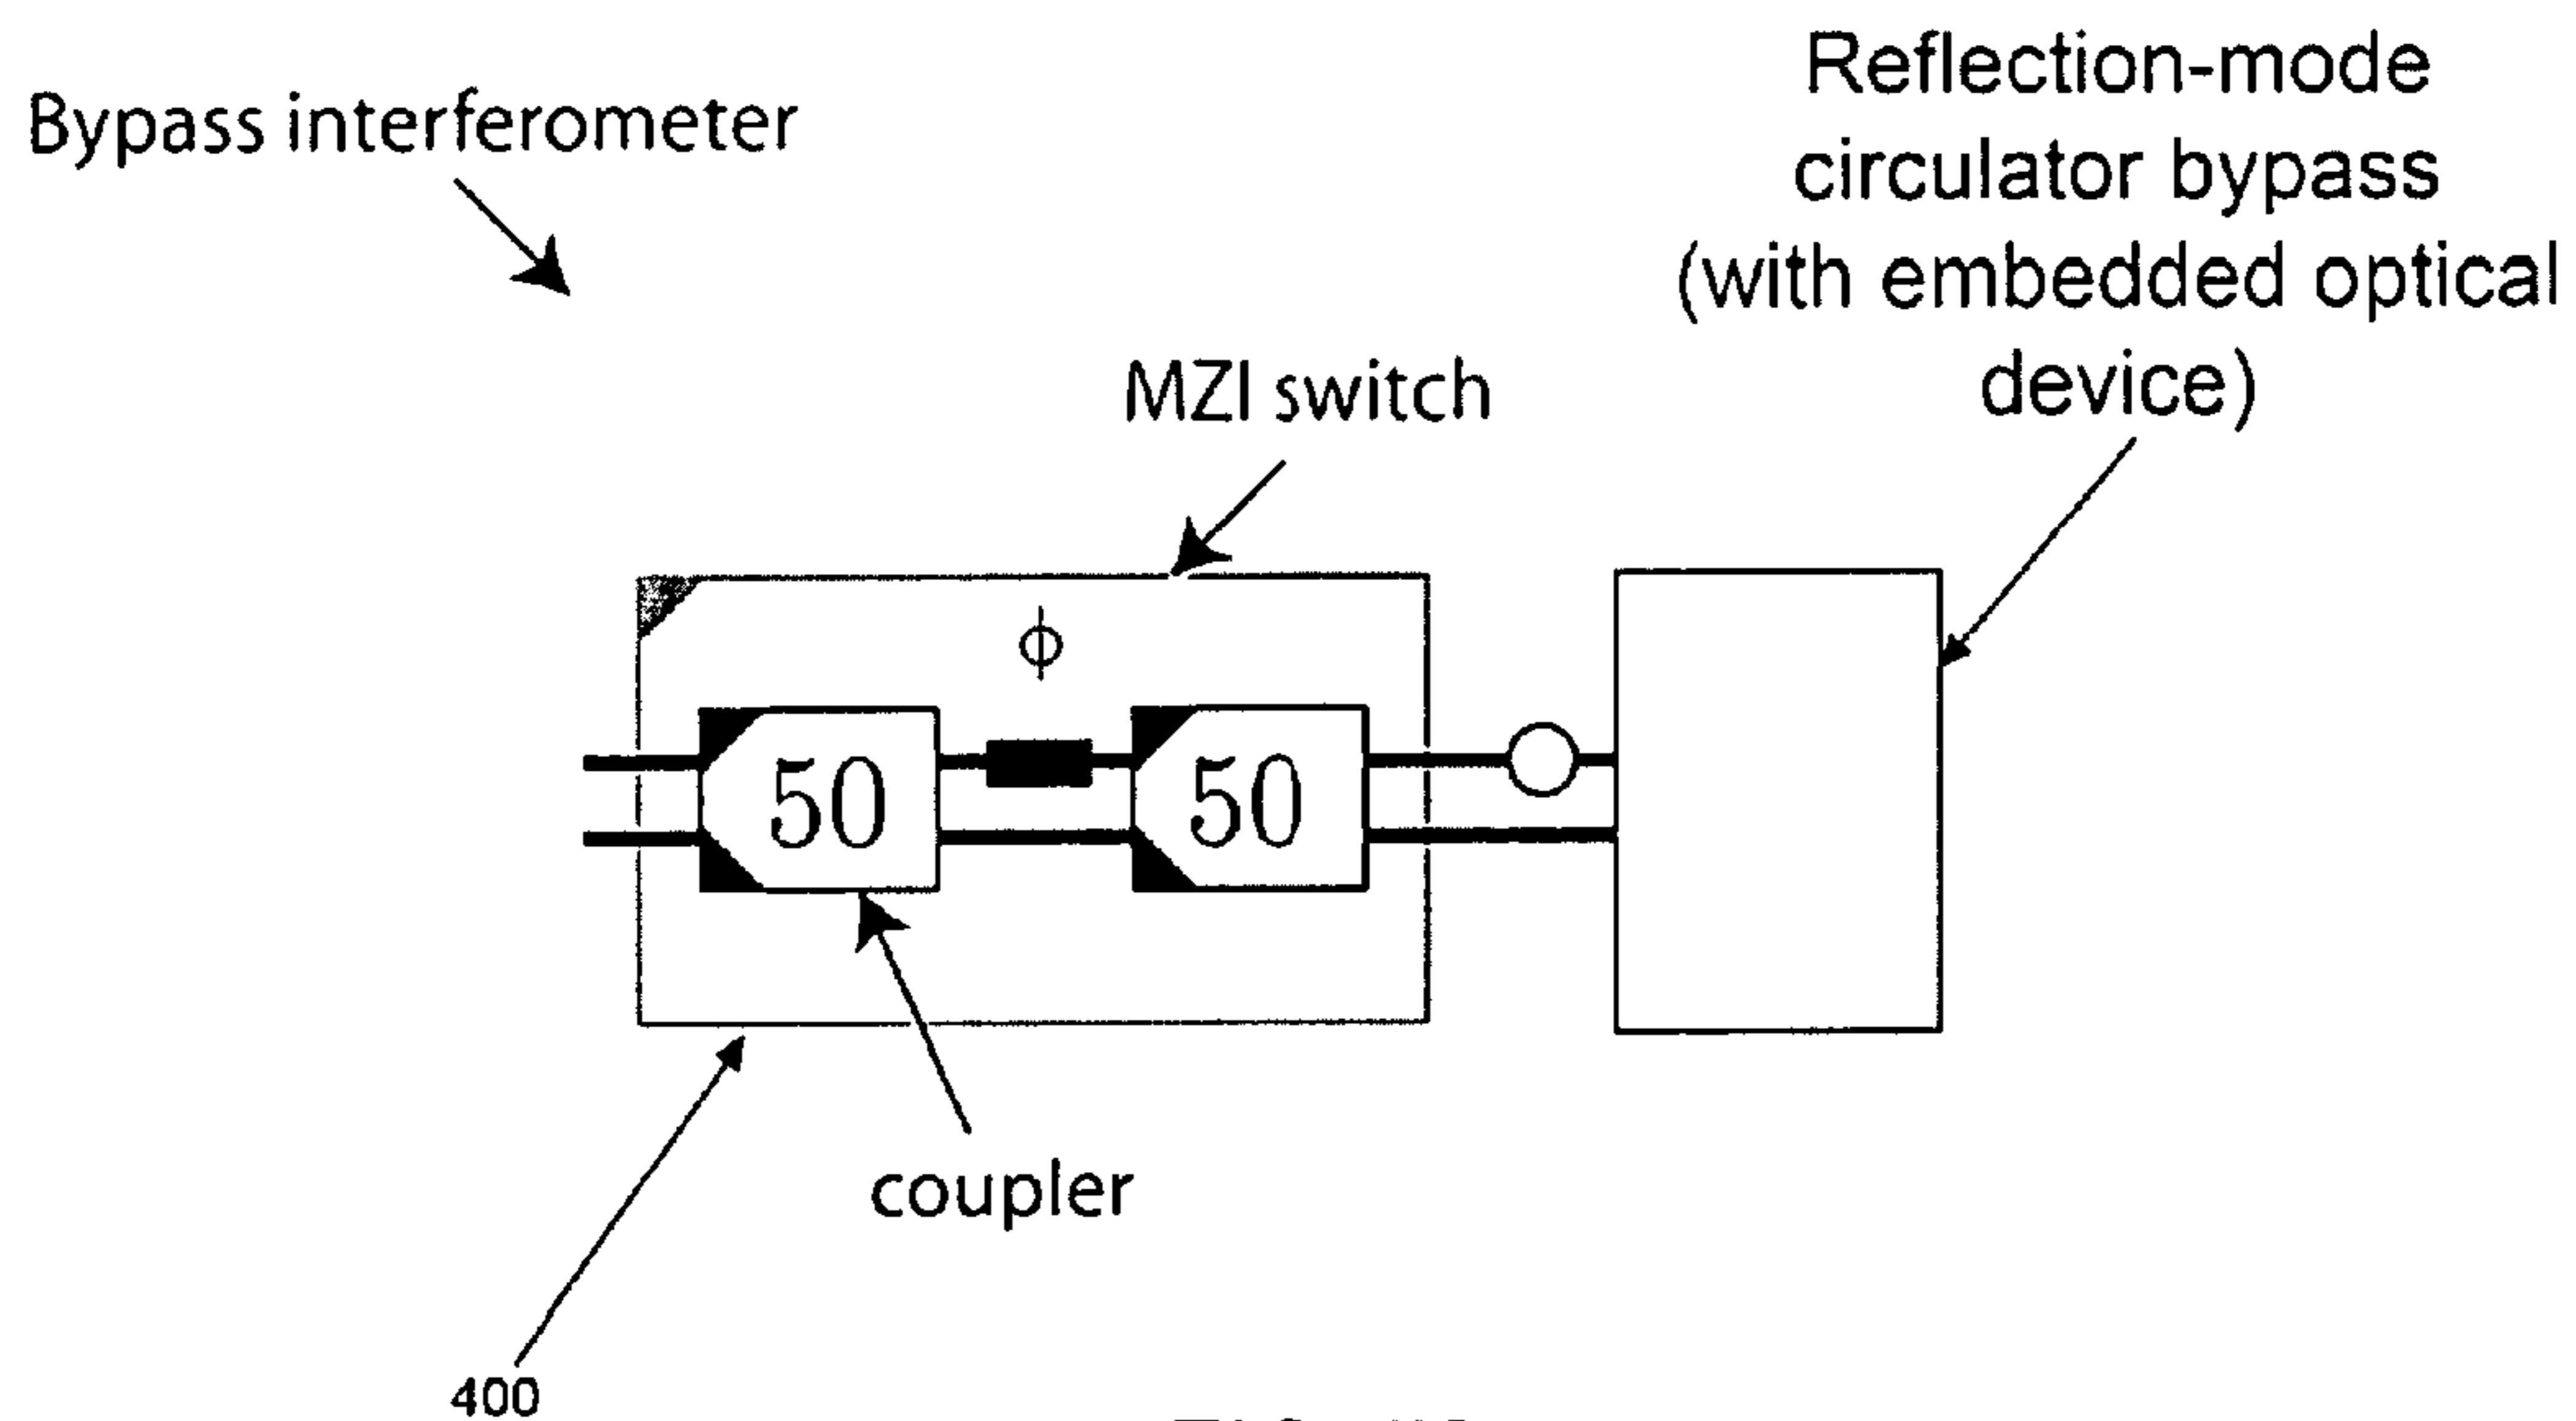 Bypass interferometer
Reflection-mode
circulator bypass
(with embedded optical
device)
MZI switch
ϕ
50
50
coupler
400